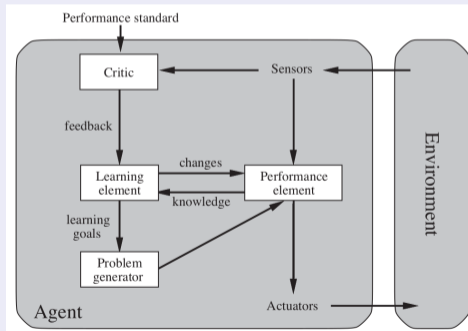 Performance standard
Critic
Sensors
feedback
changes
Learning
element
Performance
element
knowledge
learning
goals
Problem
generator
Actuators
Agent
Environment